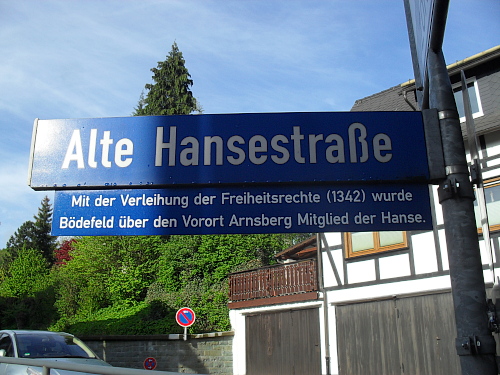 Alte Hansestraße
Mit der Verleihung der Freiheitsrechte (1342) wurde
Bödefeld über den Vorort Arnsberg Mitglied der Hanse.